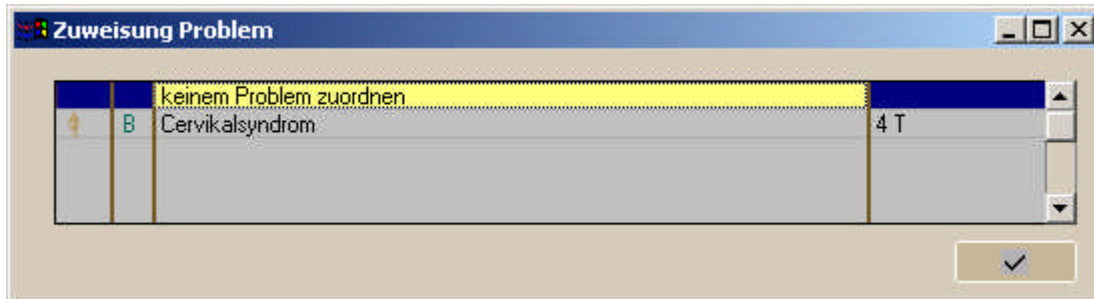 Zuweisung Problem
keinem Problem zuordnen
B Cervikalsyndrom 4 T